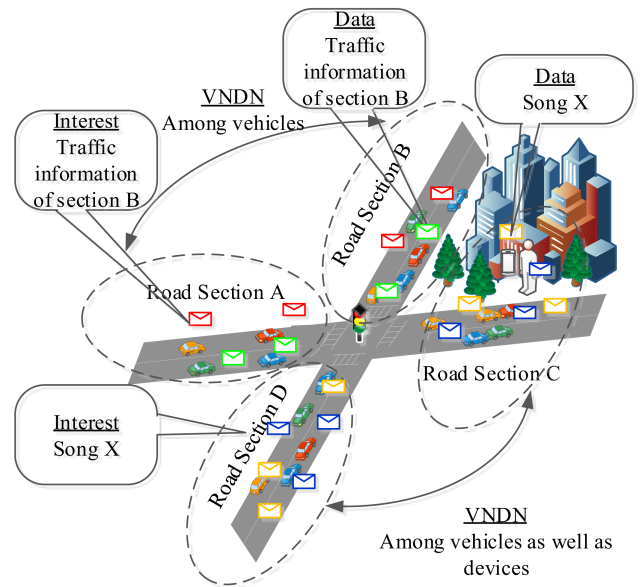 Data
Traffic
information
of section B
Data
Song X
VNDN
Among vehicles
Interest
Traffic
information
of section B
Road Section B
Road Section A
Road Section C
Road Section D
Interest
Song X
VNDN
Among vehicles as well as
devices